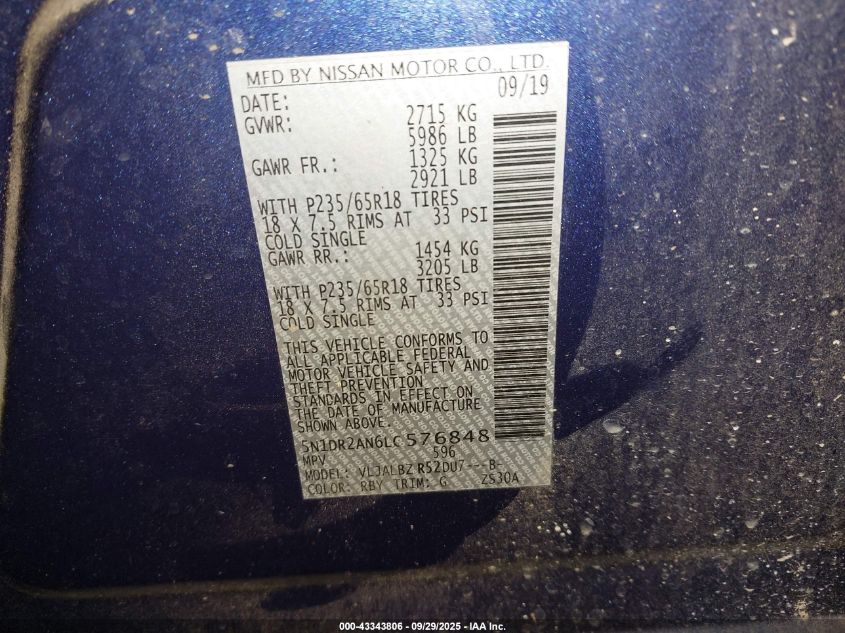 MFD BY NISSAN MOTOR CO., LTD.
DATE: 09/19
GVWR: 2715 KG
5986 LB
GAWR FR.: 1325 KG
2921 LB
WITH P235/65R18 TIRES
18 X 7.5 RIMS AT 33 PSI
COLD SINGLE
GAWR RR.: 1454 KG
3205 LB
WITH P235/65R18 TIRES
18 X 7.5 RIMS AT 33 PSI
COLD SINGLE
THIS VEHICLE CONFORMS TO
ALL APPLICABLE FEDERAL
MOTOR VEHICLE SAFETY AND
THEFT PREVENTION
STANDARDS IN EFFECT ON
THE DATE OF MANUFACTURE
SHOWN ABOVE.
5N1DR2AN6LC576848
MPV 596
MODEL: VLJALBZ R52DU7---B-
COLOR: RBY TRIM: G ZS30A
000-43343806 - 09/29/2025 - IAA Inc.